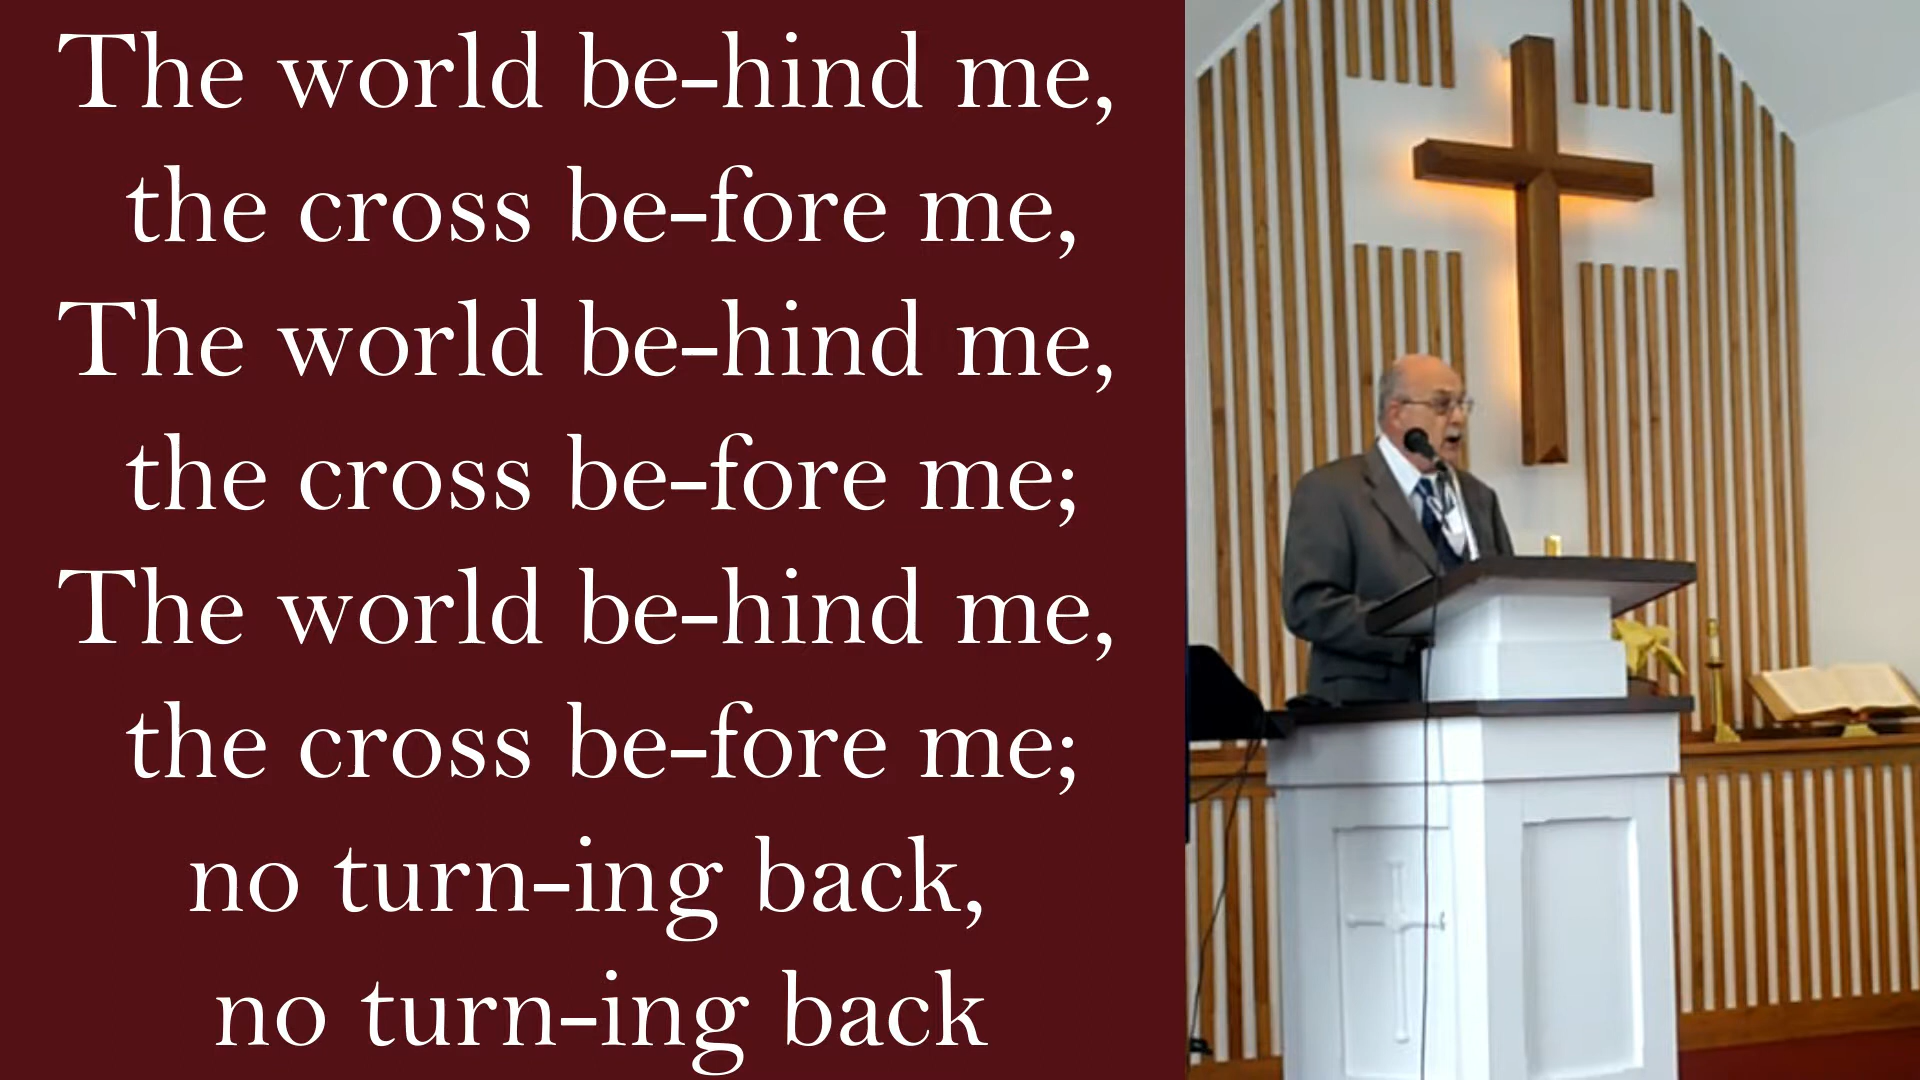 The world be-hind me,
the cross be-fore me,
The world be-hind me,
the cross be-fore me;
The world be-hind me,
the cross be-fore me;
no turn-ing back,
no turn-ing back